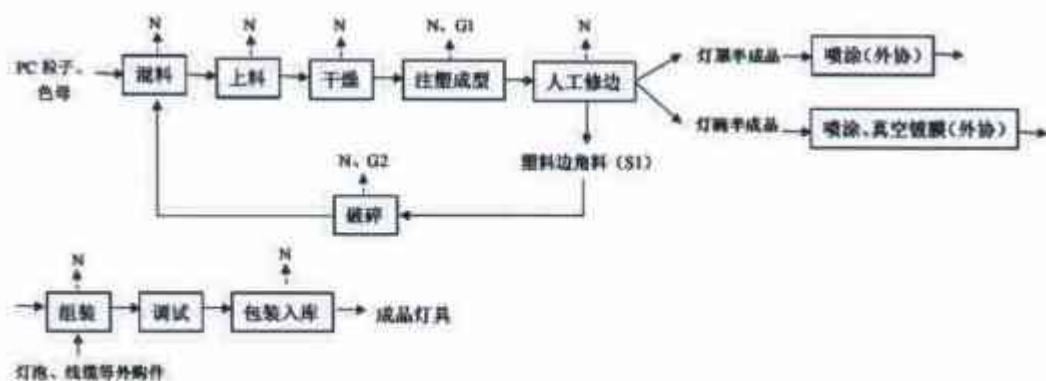 N
N
N
N、G1
N
PC 粒子、
色母
混料
上料
干燥
注塑成型
人工修边
灯罩半成品
喷涂(外协)
灯碗半成品
喷涂、真空镀膜(外协)
塑料边角料（S1）
N、G2
破碎
N
N
组装
调试
包装入库
成品灯具
灯泡、线缆等外购件